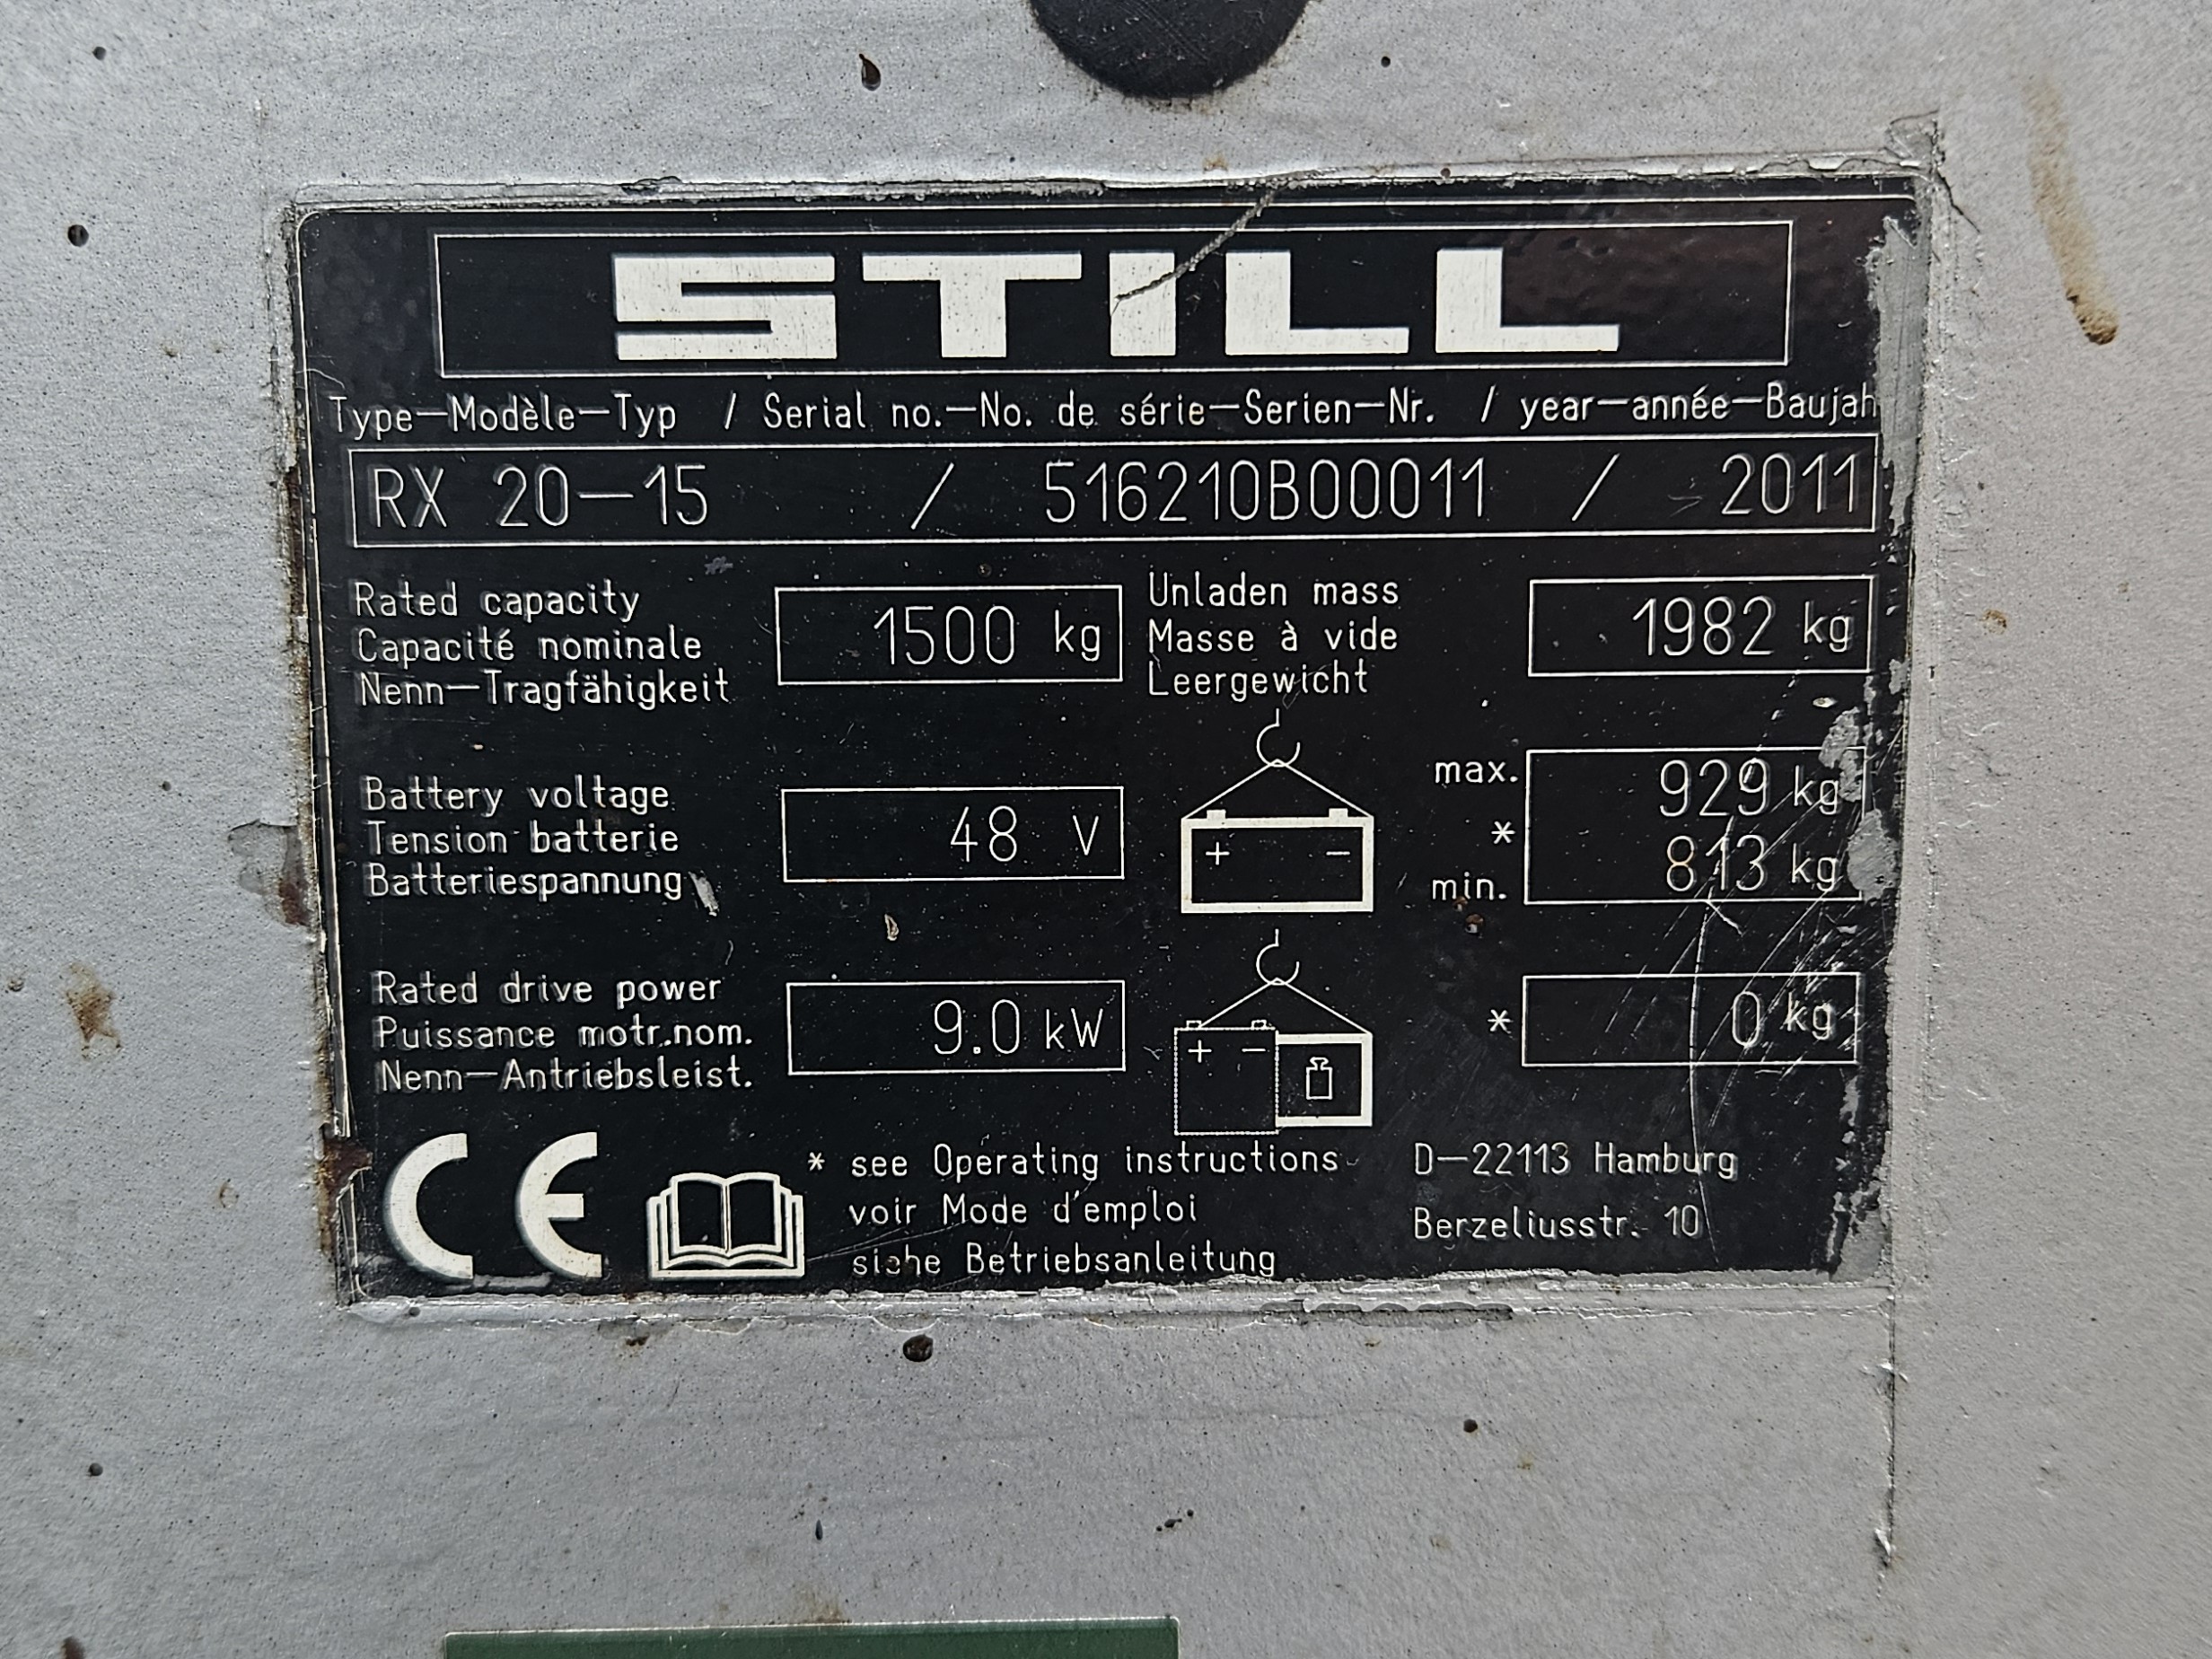 STILL
Type-Modèle-Typ / Serial no.-No. de série-Serien-Nr. / year-année-Baujah
RX 20-15 / 516210B00011 / 2011
Rated capacity
Capacité nominale
Nenn-Tragfähigkeit
1500 kg
Unladen mass
Masse à vide
Leergewicht
1982 kg
Battery voltage
Tension batterie
Batteriespannung
48 V
+ -
max.
*
min.
929 kg
813 kg
Rated drive power
Puissance motr.nom.
Nenn-Antriebsleist.
9.0 kW
+ -
* 0 kg
CE
* see Operating instructions
voir Mode d'emploi
siehe Betriebsanleitung
D-22113 Hamburg
Berzeliusstr. 10